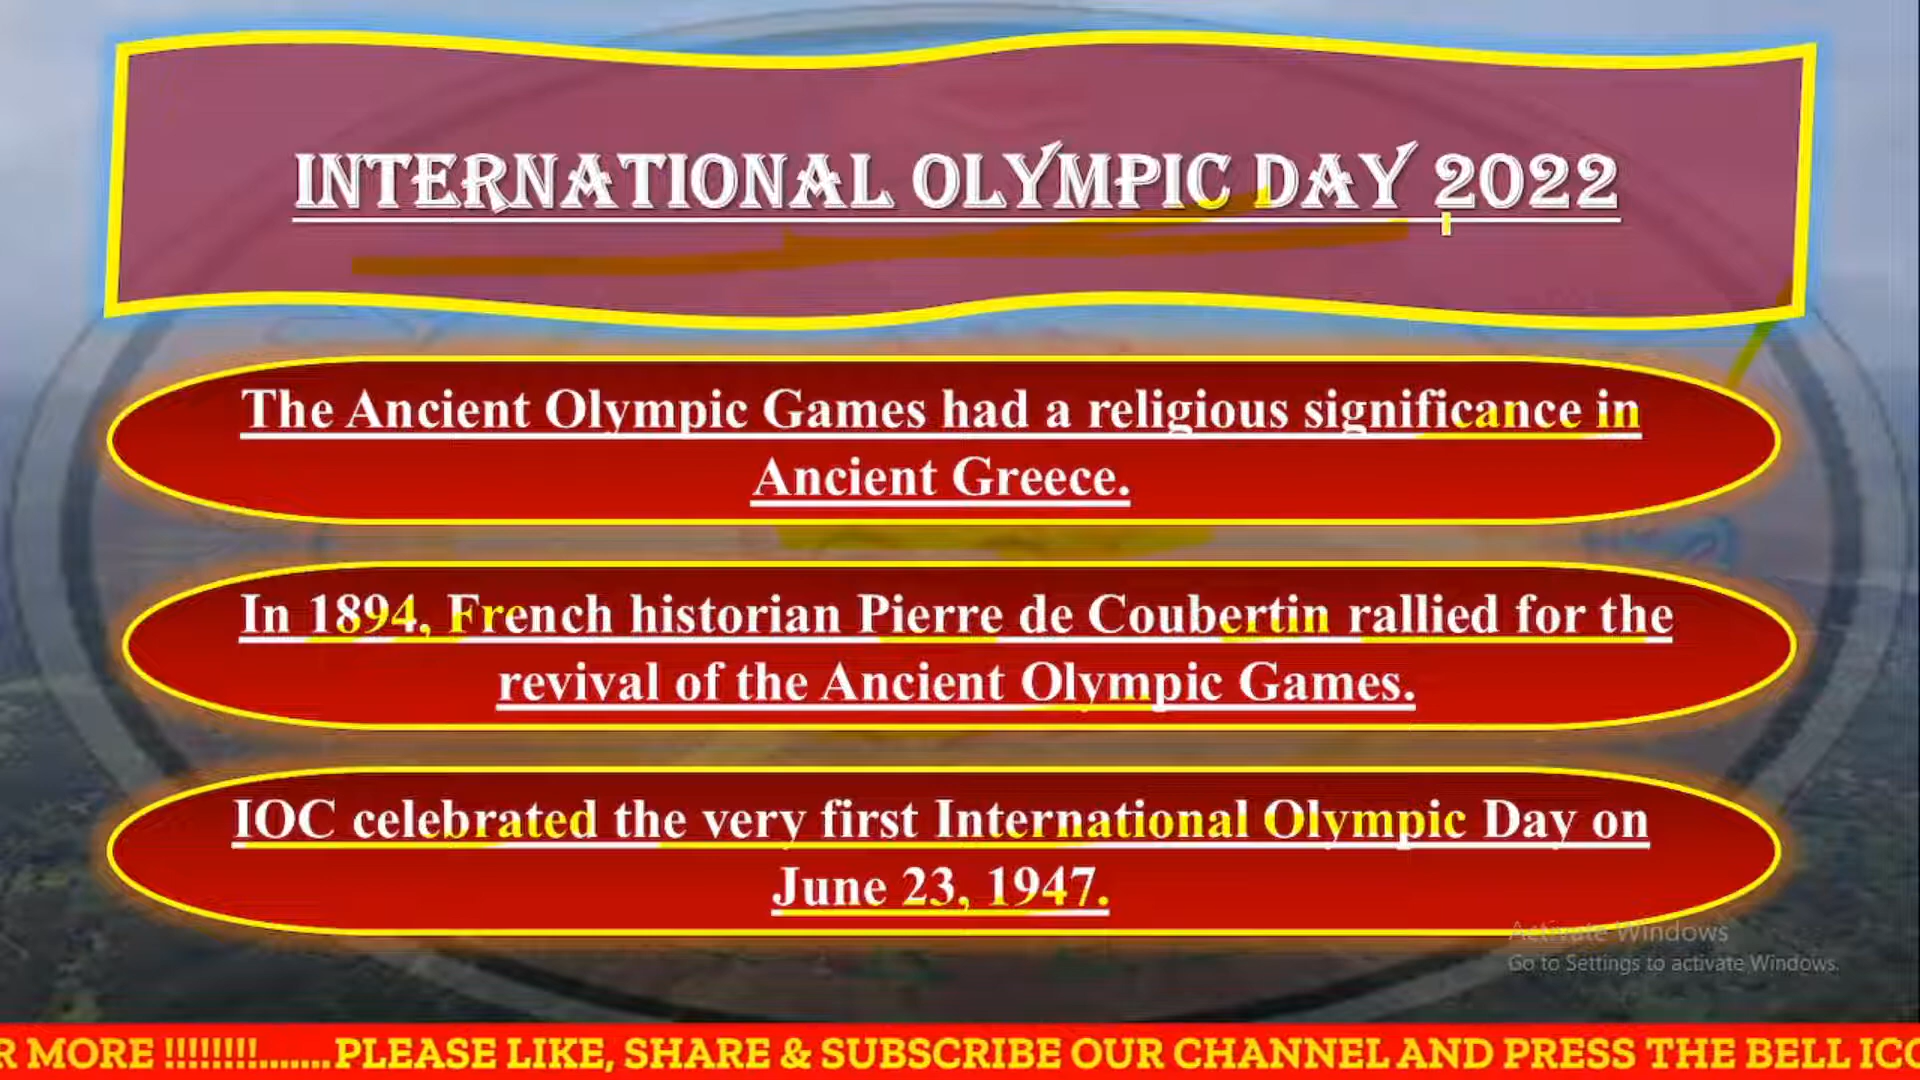 INTERNATIONAL OLYMPIC DAY 2022
The Ancient Olympic Games had a religious significance in
Ancient Greece.
In 1894, French historian Pierre de Coubertin rallied for the
revival of the Ancient Olympic Games.
IOC celebrated the very first International Olympic Day on
June 23, 1947.
Activate Windows
Go to Settings to activate Windows.
R MORE !!!!!!!!.......PLEASE LIKE, SHARE & SUBSCRIBE OUR CHANNEL AND PRESS THE BELL ICO